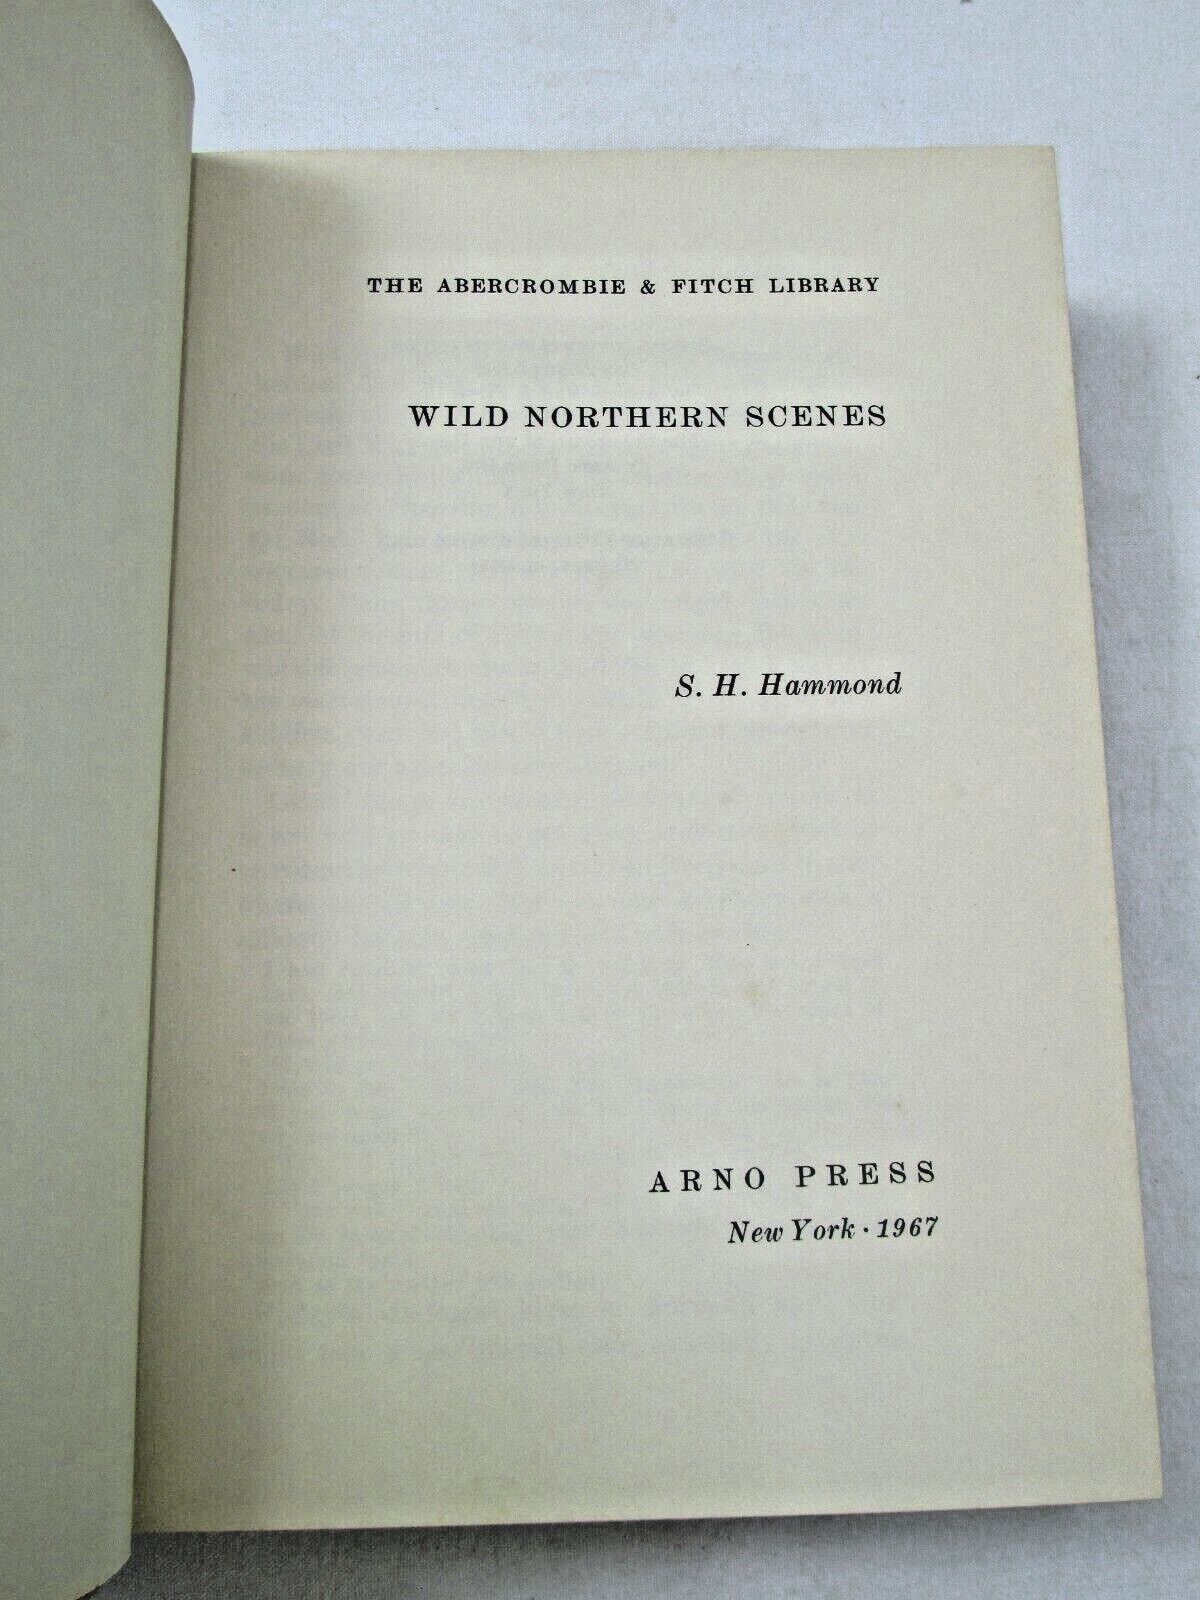 THE ABERCROMBIE & FITCH LIBRARY
WILD NORTHERN SCENES
S. H. Hammond
ARNO PRESS
New York · 1967